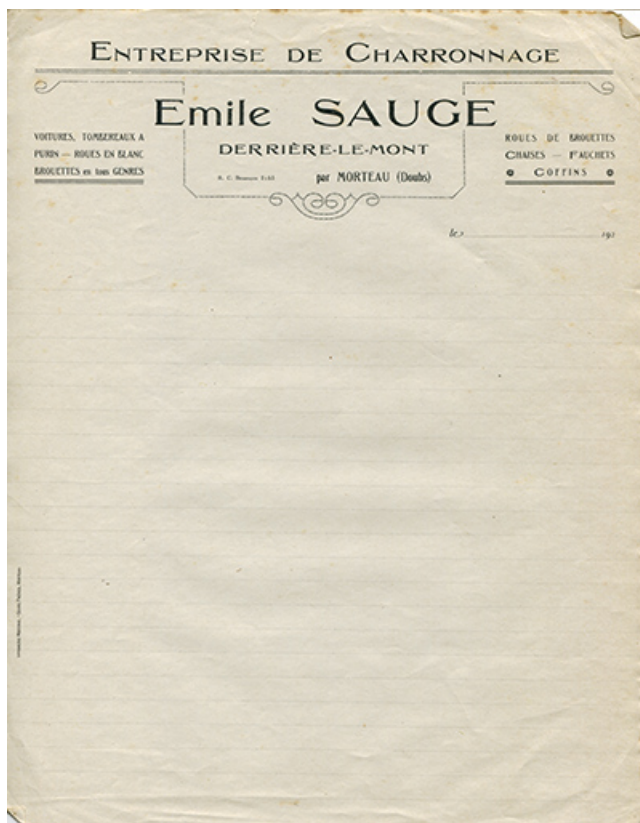 ENTREPRISE DE CHARRONNAGE
Emile SAUGE
DERRIÈRE-LE-MONT
par MORTEAU (Doubs)
VOITURES, TOMBEREAUX A
PURIN — ROUES EN BLANC
BROUETTES en tous GENRES
ROUES DE BROUETTES
CHAISES — FAUCHETS
COFFINS
le, 192